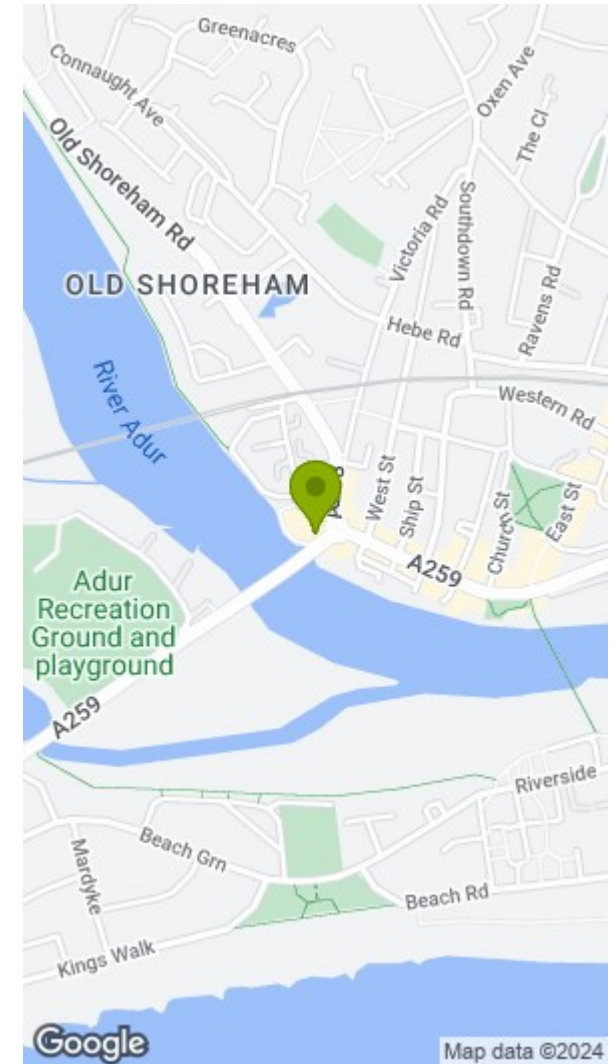 Greenacres
Connaught Ave
Oxen Ave
The Cl
Old Shoreham Rd
Victoria Rd
Southdown Rd
OLD SHOREHAM
Ravens Rd
Hebe Rd
River Adur
Western Rd
West St
Ship St
Church St
East St
A259
Adur
Recreation
Ground and
playground
A259
Riverside
Beach Grn
Mardyke
Beach Rd
Kings Walk
Google
Map data ©2024